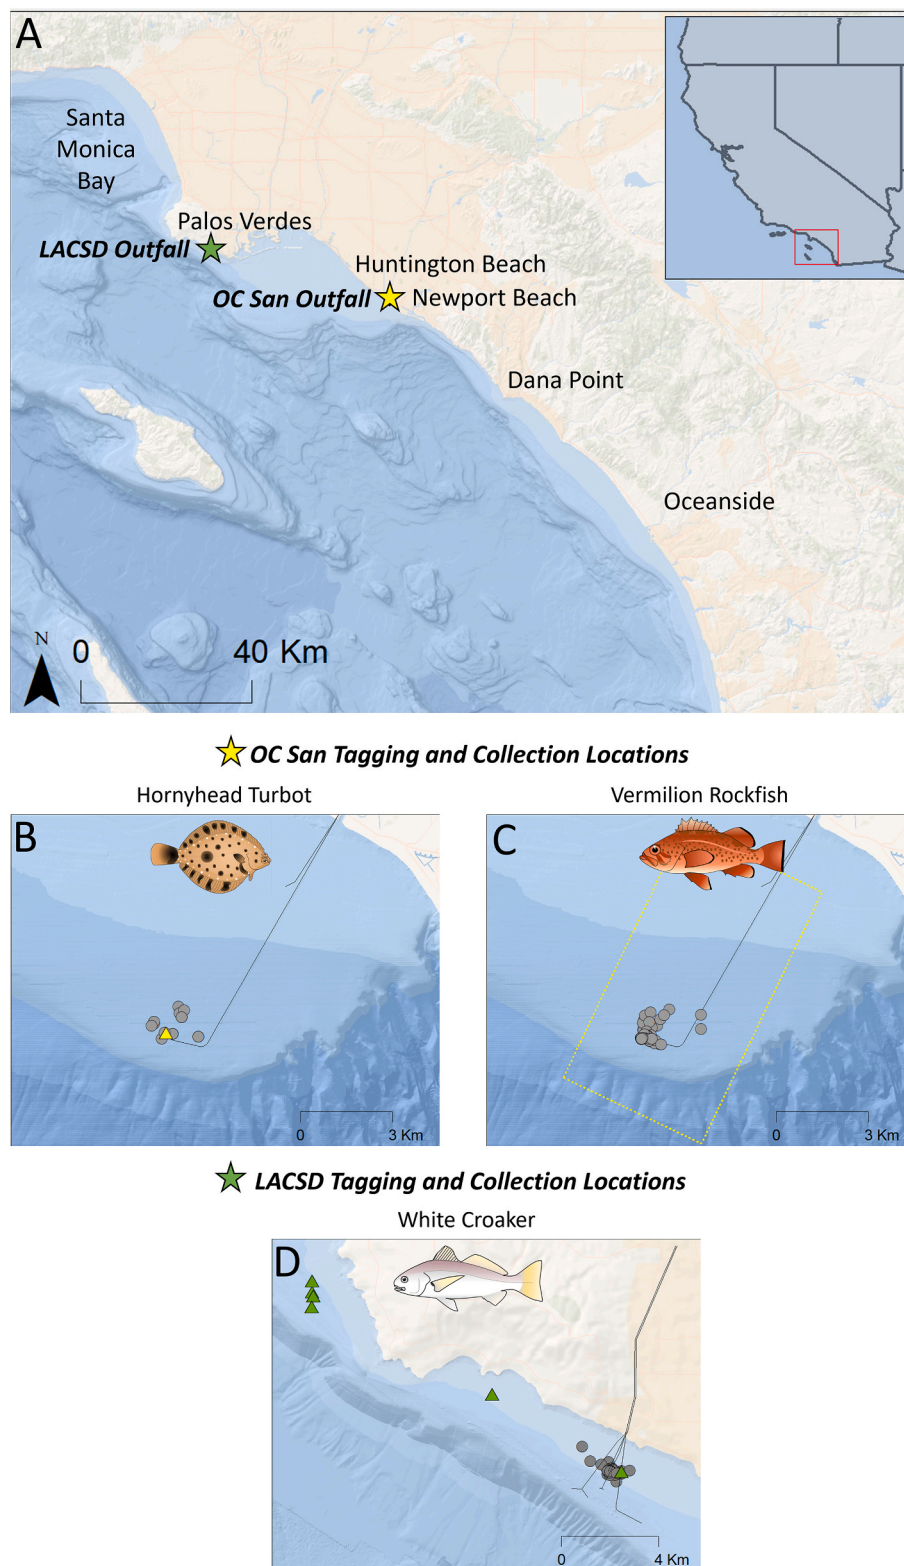 A
Santa
Monica
Bay
Palos Verdes
LACSD Outfall
Huntington Beach
OC San Outfall
Newport Beach
Dana Point
Oceanside
N
0 40 Km
OC San Tagging and Collection Locations
Hornyhead Turbot
Vermilion Rockfish
B
C
0 3 Km
0 3 Km
LACSD Tagging and Collection Locations
White Croaker
D
0 4 Km